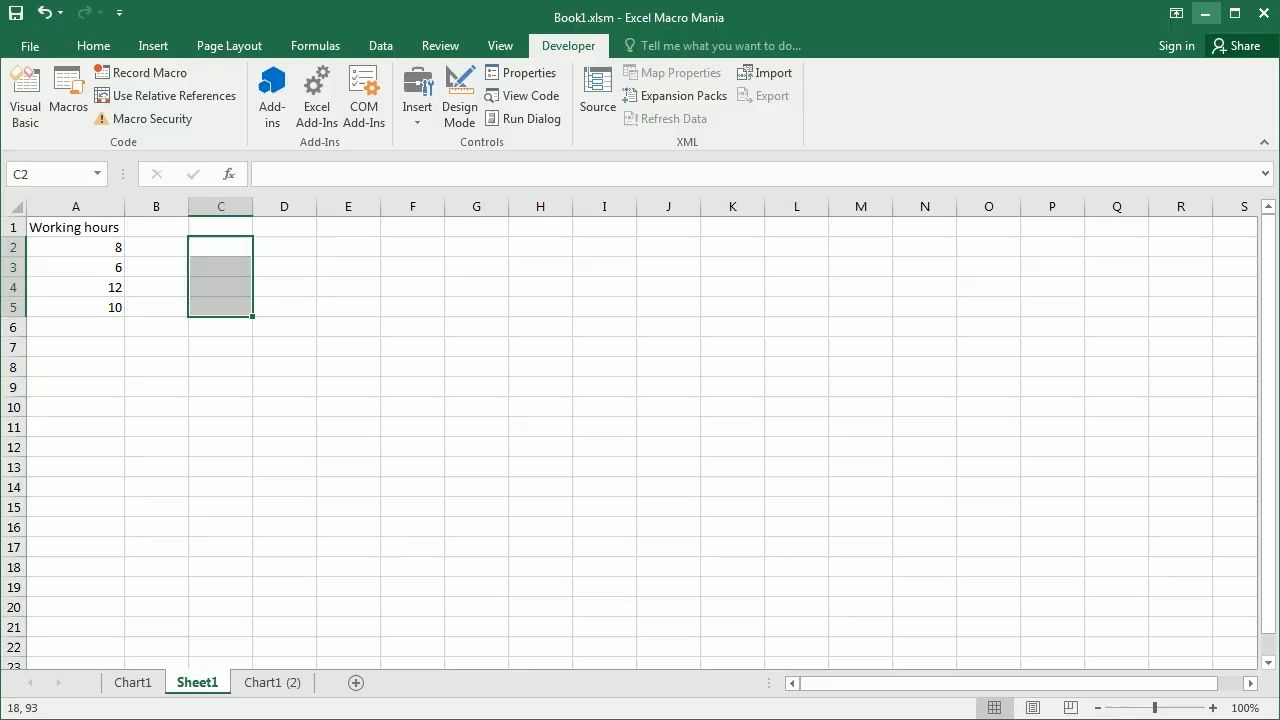 Book1.xlsm - Excel Macro Mania
File Home Insert Page Layout Formulas Data Review View Developer Tell me what you want to do... Sign in Share
Visual Basic
Macros
Record Macro
Use Relative References
Macro Security
Code
Add-ins
Excel Add-Ins
COM Add-Ins
Add-Ins
Insert
Design Mode
Properties
View Code
Run Dialog
Controls
Source
Map Properties
Expansion Packs
Refresh Data
Import
Export
XML
C2 fx
A B C D E F G H I J K L M N O P Q R S
1 Working hours
2 8
3 6
4 12
5 10
6
7
8
9
10
11
12
13
14
15
16
17
18
19
20
21
22
23
Chart1 Sheet1 Chart1 (2)
18, 93 100%